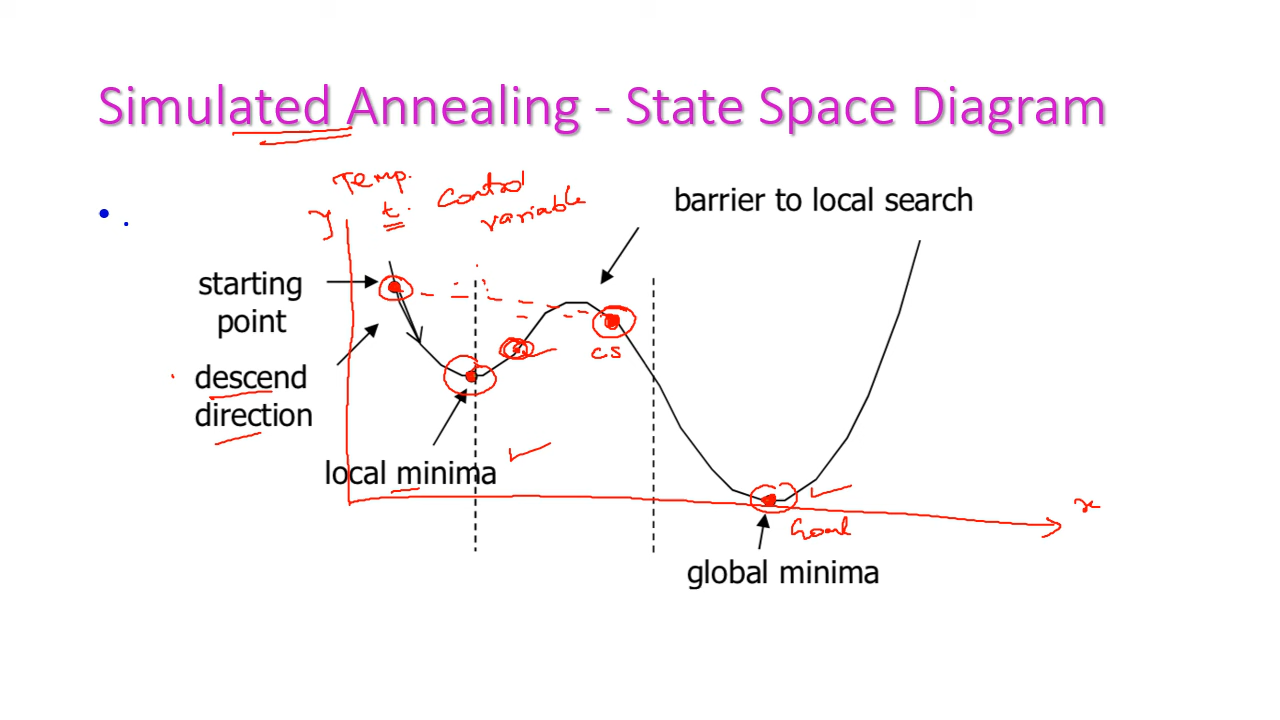 Simulated Annealing - State Space Diagram
Temp.
t.
Control
variable
y
barrier to local search
• .
starting
point
descend
direction
CS
local minima
x
Goal
global minima